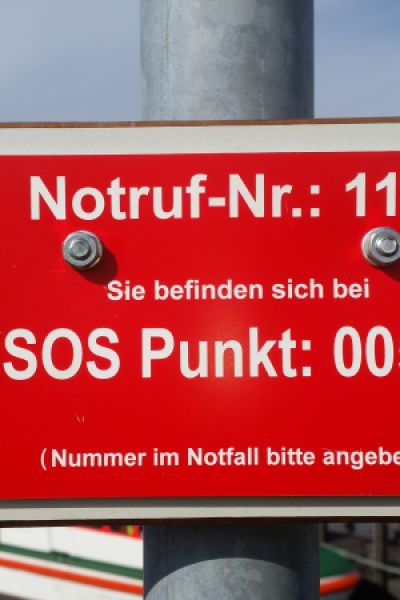 Notruf-Nr.: 11
Sie befinden sich bei
SOS Punkt: 00
(Nummer im Notfall bitte angebe